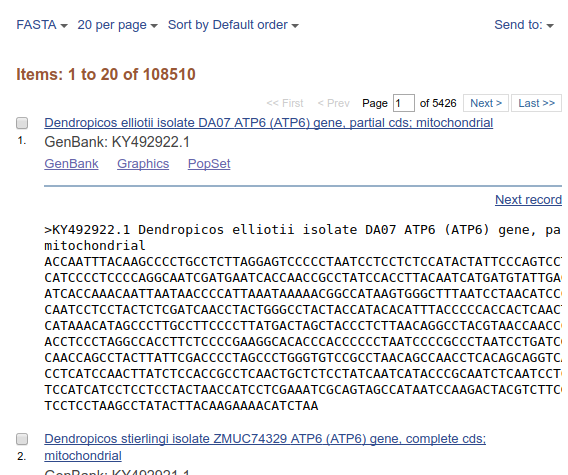 FASTA 20 per page Sort by Default order Send to:
Items: 1 to 20 of 108510
<< First < Prev Page 1 of 5426 Next > Last >>
Dendropicos elliotii isolate DA07 ATP6 (ATP6) gene, partial cds; mitochondrial
1. GenBank: KY492922.1
GenBank Graphics PopSet
Next record
>KY492922.1 Dendropicos elliotii isolate DA07 ATP6 (ATP6) gene, pa
mitochondrial
ACCAATTTACAAGCCCCTGCCTCTTAGGAGTCCCCCTAATCCTCCTCTCCATACTATTCCCAGTCCT
CATCCCCTCCCCAGGCAATCGATGAATCACCAACCGCCTATCCACCTTACAATCATGATGTATTGA
ATCACCAAACAATTAATAACCCCATTAAATAAAAACGGCCATAAGTGGGCTTTAATCCTAACATCC
CAATCCTCCTACTCTCGATCAACCTACTGGGCCTACTACCATACACATTTACCCCCACCACTCAACT
CATAAACATAGCCCTTGCCTTCCCCTTATGACTAGCTACCCTCTTAACAGGCCTACGTAACCAACC
ACCTCCCTAGGCCACCTTCTCCCCGAAGGCACACCCACCCCCCTAATCCCCGCCCTAATCCTGATC
CAACCAGCCTACTTATTCGACCCCTAGCCCTGGGTGTCCGCCTAACAGCCAACCTCACAGCAGGTC
CCTCATCCAACTTATCTCCACCGCCTCAACTGCTCTCCTATCAATCATACCCGCAATCTCAATCCT
TCCATCATCCTCCTCCTACTAACCATCCTCGAAATCGCAGTAGCCATAATCCAAGACTACGTCTTC
TCCTCCTAAGCCTATACTTACAAGAAAACATCTAA
Dendropicos stierlingi isolate ZMUC74329 ATP6 (ATP6) gene, complete cds;
2. mitochondrial
GenBank: KY492921.1